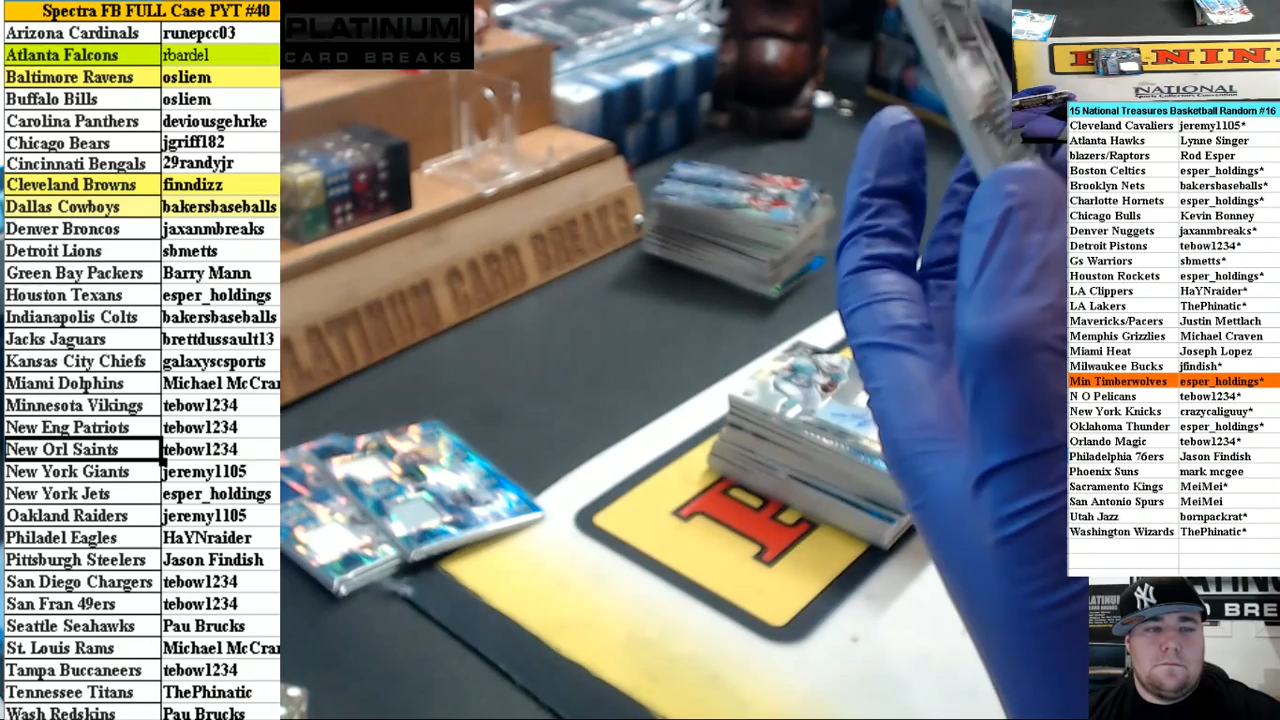 Spectra FB FULL Case PYT #40
Arizona Cardinals runepcc03
Atlanta Falcons rbardel
Baltimore Ravens osliem
Buffalo Bills osliem
Carolina Panthers deviousgehrke
Chicago Bears jgriff182
Cincinnati Bengals 29randyjr
Cleveland Browns finndizz
Dallas Cowboys bakersbaseballs
Denver Broncos jaxanmbreaks
Detroit Lions sbmetts
Green Bay Packers Barry Mann
Houston Texans esper_holdings
Indianapolis Colts bakersbaseballs
Jacks Jaguars brettdussault13
Kansas City Chiefs galaxyscsports
Miami Dolphins Michael McCra
Minnesota Vikings tebow1234
New Eng Patriots tebow1234
New Orl Saints tebow1234
New York Giants jeremy1105
New York Jets esper_holdings
Oakland Raiders jeremy1105
Philadel Eagles HaYNraider
Pittsburgh Steelers Jason Findish
San Diego Chargers tebow1234
San Fran 49ers tebow1234
Seattle Seahawks Pau Brucks
St. Louis Rams Michael McCra
Tampa Buccaneers tebow1234
Tennessee Titans ThePhinatic
Wash Redskins Pau Brucks
PLATINUM
CARD BREAKS
PLATINUM CARD BREAKS
NATIONAL
15 National Treasures Basketball Random #16
Cleveland Cavaliers jeremy1105*
Atlanta Hawks Lynne Singer
blazers/Raptors Rod Esper
Boston Celtics esper_holdings*
Brooklyn Nets bakersbaseballs*
Charlotte Hornets esper_holdings*
Chicago Bulls Kevin Bonney
Denver Nuggets jaxanmbreaks*
Detroit Pistons tebow1234*
Gs Warriors sbmetts*
Houston Rockets esper_holdings*
LA Clippers HaYNraider*
LA Lakers ThePhinatic*
Mavericks/Pacers Justin Mettlach
Memphis Grizzlies Michael Craven
Miami Heat Joseph Lopez
Milwaukee Bucks jfindish*
Min Timberwolves esper_holdings*
N O Pelicans tebow1234*
New York Knicks crazycaliguuy*
Oklahoma Thunder esper_holdings*
Orlando Magic tebow1234*
Philadelphia 76ers Jason Findish
Phoenix Suns mark mcgee
Sacramento Kings MeiMei*
San Antonio Spurs MeiMei
Utah Jazz bornpackrat*
Washington Wizards ThePhinatic*